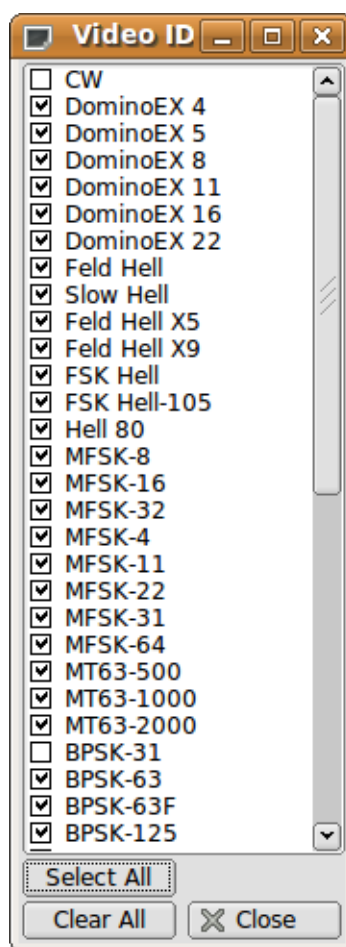 Video ID
CW
DominoEX 4
DominoEX 5
DominoEX 8
DominoEX 11
DominoEX 16
DominoEX 22
Feld Hell
Slow Hell
Feld Hell X5
Feld Hell X9
FSK Hell
FSK Hell-105
Hell 80
MFSK-8
MFSK-16
MFSK-32
MFSK-4
MFSK-11
MFSK-22
MFSK-31
MFSK-64
MT63-500
MT63-1000
MT63-2000
BPSK-31
BPSK-63
BPSK-63F
BPSK-125
Select All
Clear All Close